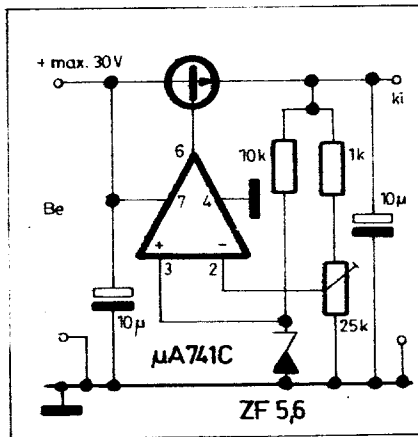 + max. 30V
ki
6
10k
1k
7
4
10µ
Be
+
-
3
2
10µ
25k
µA741C
ZF 5,6